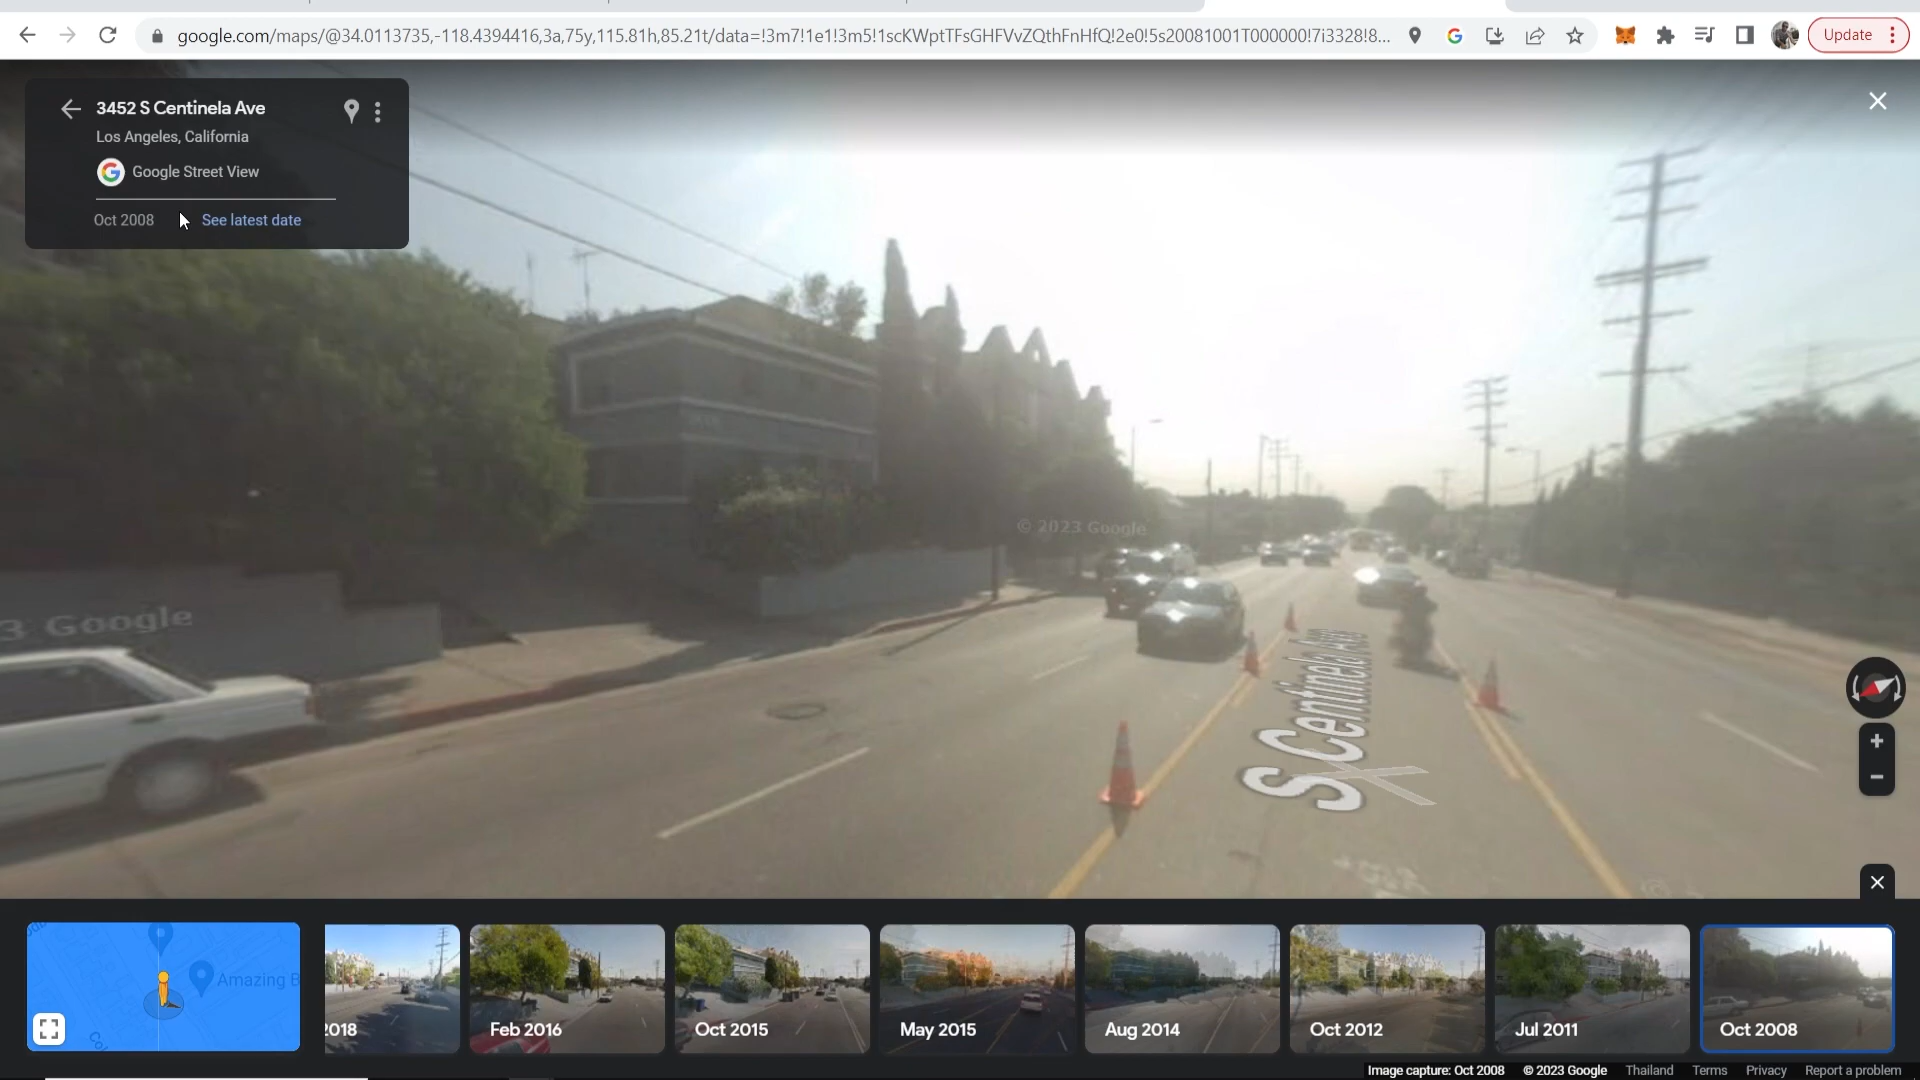 google.com/maps/@34.0113735,-118.4394416,3a,75y,115.81h,85.21t/data=!3m7!1e1!3m5!1scKWptTFsGHFVvZQthFnHfQ!2e0!5s20081001T000000!7i3328!8...
Update
3452 S Centinela Ave
Los Angeles, California
Google Street View
Oct 2008
See latest date
© 2023 Google
3 Google
S Centinela Ave
Amazing B
2018
Feb 2016
Oct 2015
May 2015
Aug 2014
Oct 2012
Jul 2011
Oct 2008
Image capture: Oct 2008
© 2023 Google
Thailand
Terms
Privacy
Report a problem